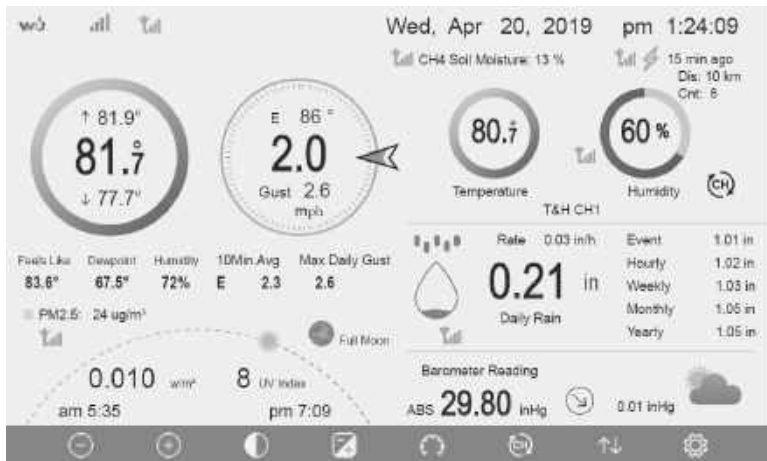 Wed, Apr 20, 2019 pm 1:24:09
CH4 Soil Moisture: 13 %
15 min ago
Dis: 10 km
Cnt: 6
↑ 81.9°
81.7°
↓ 77.7°
E 86 °
2.0
Gust 2.6
mph
80.7°
Temperature
60 %
Humidity
CH
T&H CH1
Feels Like Dewpoint Humidity 10Min.Avg Max Daily Gust
83.6° 67.5° 72% E 2.3 2.6
PM2.5: 24 ug/m³
Full Moon
0.010 w/m² 8 UV Index
am 5:35 pm 7:09
Rate 0.03 in/h
0.21 in
Daily Rain
Event 1.01 in
Hourly 1.02 in
Weekly 1.03 in
Monthly 1.05 in
Yearly 1.05 in
Barometer Reading
ABS 29.80 inHg 0.01 inHg
CH